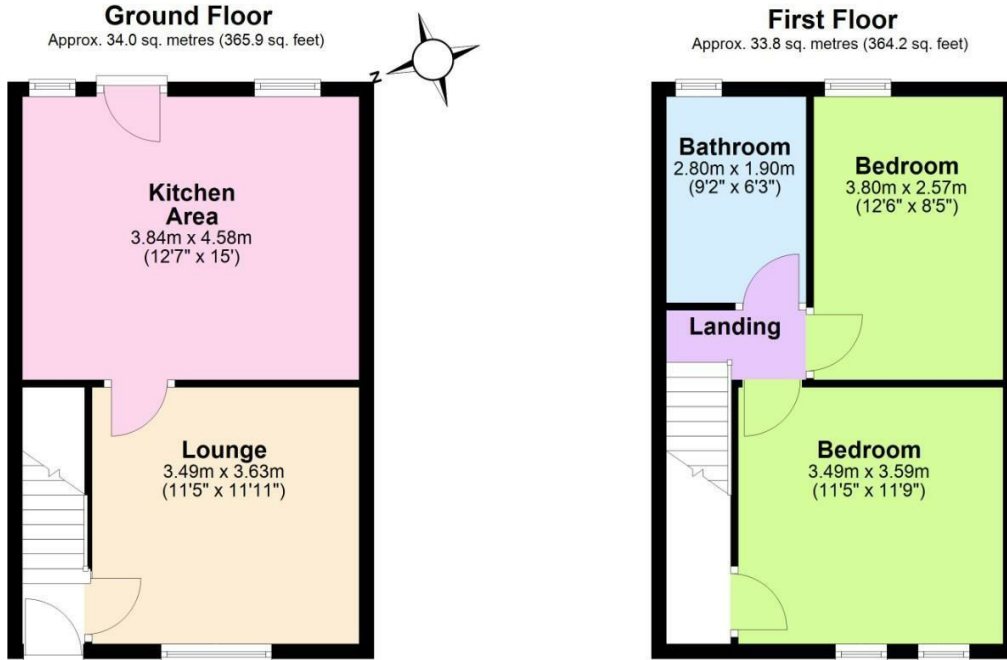 Ground Floor
Approx. 34.0 sq. metres (365.9 sq. feet)
N
Kitchen
Area
3.84m x 4.58m
(12'7" x 15')
Lounge
3.49m x 3.63m
(11'5" x 11'11")
First Floor
Approx. 33.8 sq. metres (364.2 sq. feet)
Bathroom
2.80m x 1.90m
(9'2" x 6'3")
Bedroom
3.80m x 2.57m
(12'6" x 8'5")
Landing
Bedroom
3.49m x 3.59m
(11'5" x 11'9")